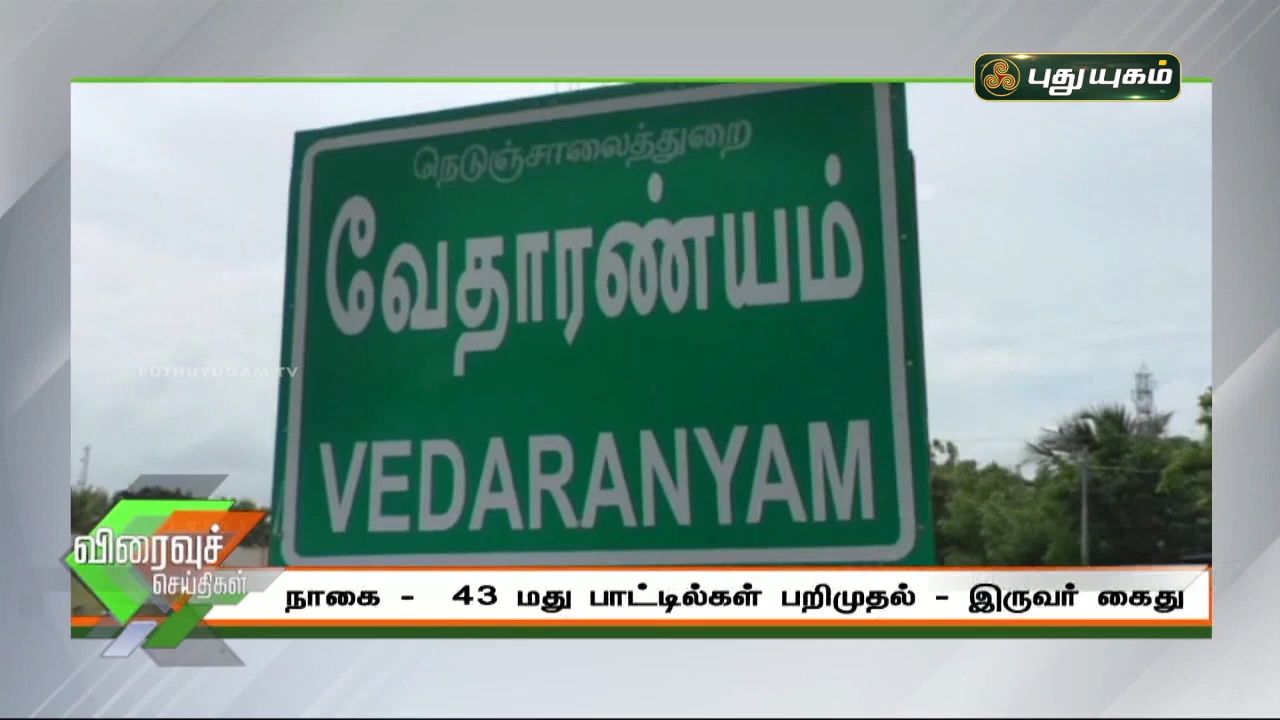 புதுயுகம்
நெடுஞ்சாலைத்துறை
வேதாரண்யம்
PUTHUYUGAM TV
VEDARANYAM
விரைவுச்
செய்திகள்
நாகை - 43 மது பாட்டில்கள் பறிமுதல் - இருவர் கைது